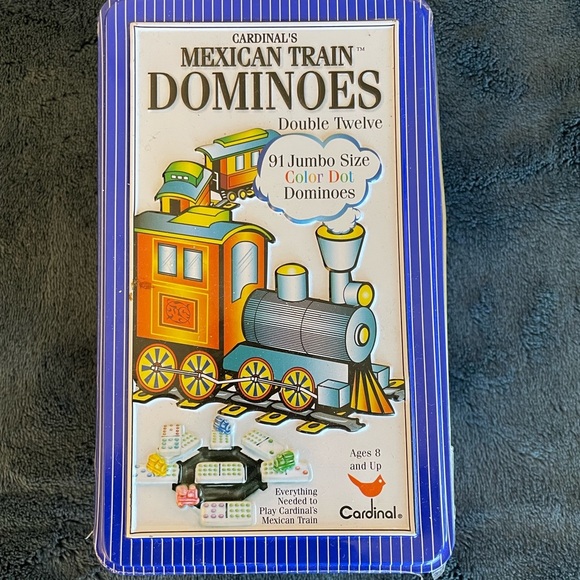 CARDINAL'S
MEXICAN TRAIN™
DOMINOES
Double Twelve
91 Jumbo Size
Color Dot
Dominoes
Ages 8
and Up
Everything
Needed to
Play Cardinal's
Mexican Train
Cardinal®